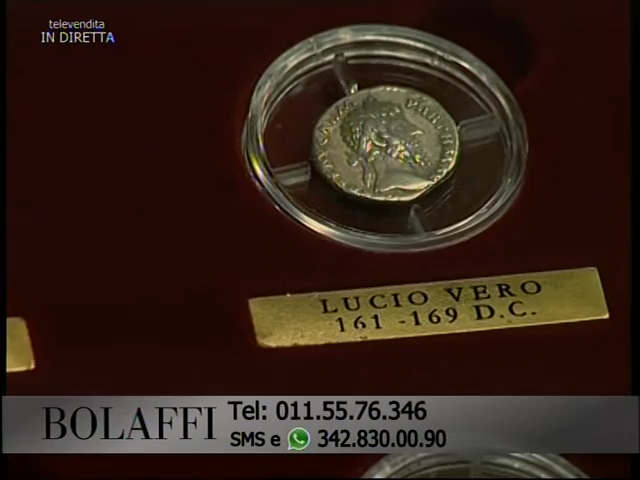 televendita
IN DIRETTA
LUCIO VERO
161 - 169 D.C.
BOLAFFI
Tel: 011.55.76.346
SMS e 342.830.00.90